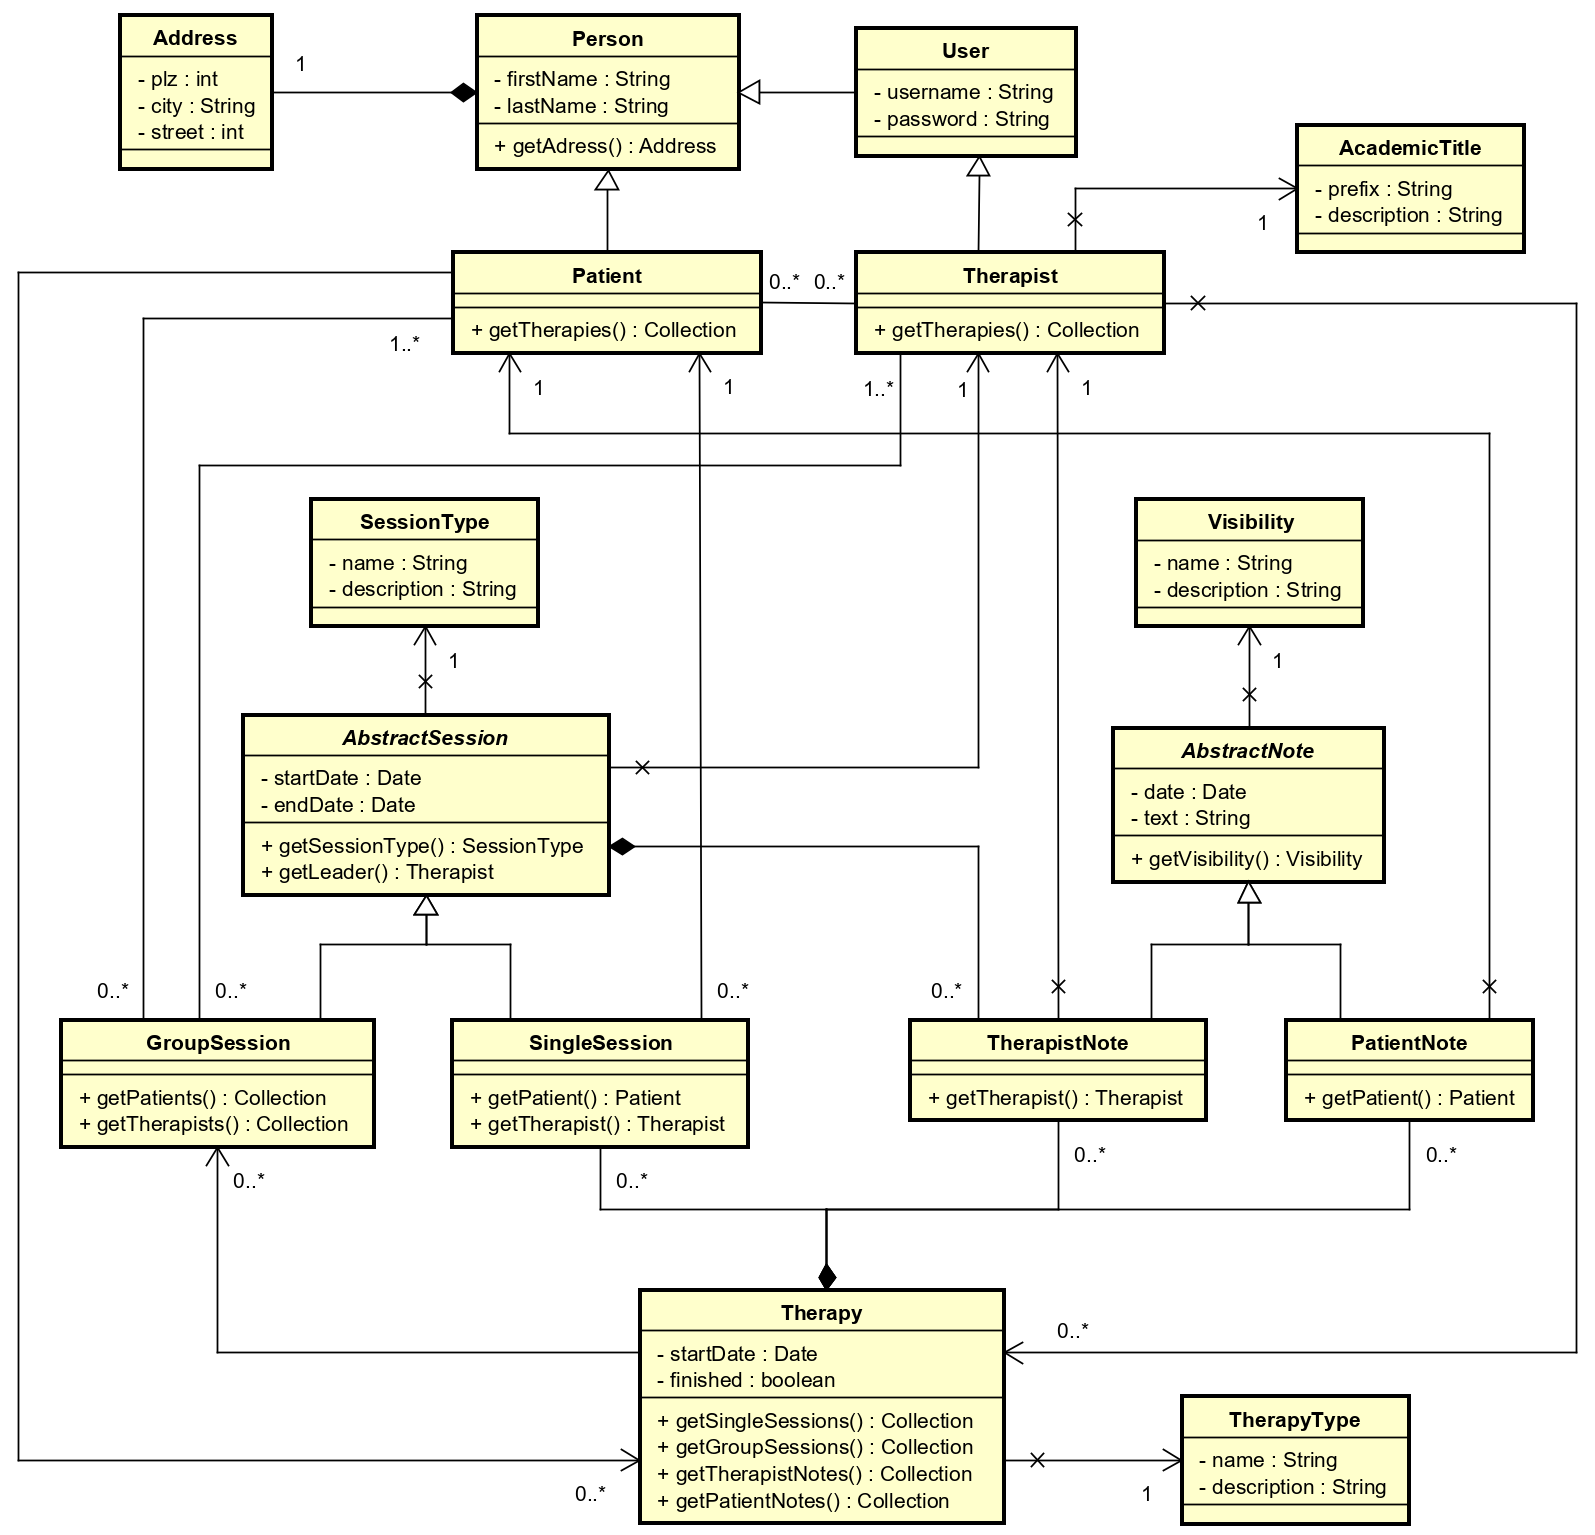 Address
- plz : int
- city : String
- street : int
1
Person
- firstName : String
- lastName : String
+ getAdress() : Address
User
- username : String
- password : String
AcademicTitle
- prefix : String
- description : String
1
Patient
+ getTherapies() : Collection
0..*
0..*
Therapist
+ getTherapies() : Collection
1..*
1
1
1..*
1
1
SessionType
- name : String
- description : String
1
Visibility
- name : String
- description : String
1
AbstractSession
- startDate : Date
- endDate : Date
+ getSessionType() : SessionType
+ getLeader() : Therapist
AbstractNote
- date : Date
- text : String
+ getVisibility() : Visibility
0..*
0..*
0..*
0..*
GroupSession
+ getPatients() : Collection
+ getTherapists() : Collection
SingleSession
+ getPatient() : Patient
+ getTherapist() : Therapist
TherapistNote
+ getTherapist() : Therapist
PatientNote
+ getPatient() : Patient
0..*
0..*
0..*
0..*
Therapy
- startDate : Date
- finished : boolean
+ getSingleSessions() : Collection
+ getGroupSessions() : Collection
+ getTherapistNotes() : Collection
+ getPatientNotes() : Collection
0..*
0..*
TherapyType
- name : String
- description : String
1